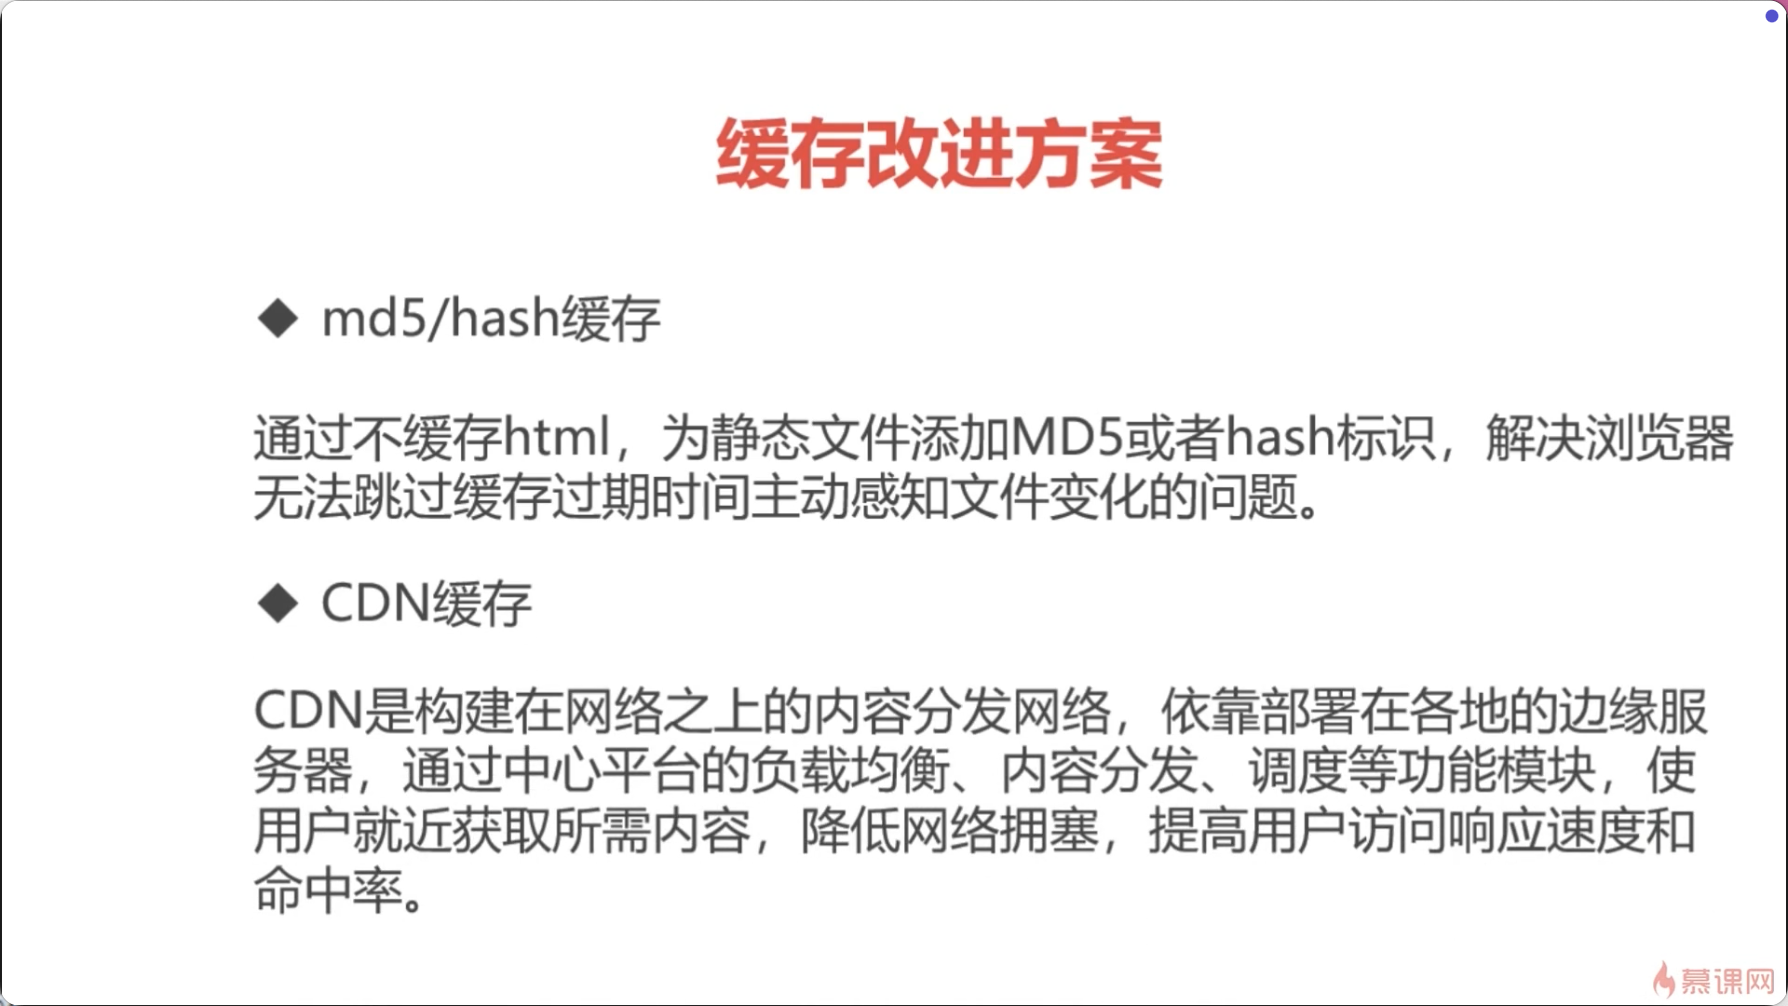 缓存改进方案
◆ md5/hash缓存
通过不缓存html，为静态文件添加MD5或者hash标识，解决浏览器
无法跳过缓存过期时间主动感知文件变化的问题。
◆ CDN缓存
CDN是构建在网络之上的内容分发网络，依靠部署在各地的边缘服
务器，通过中心平台的负载均衡、内容分发、调度等功能模块，使
用户就近获取所需内容，降低网络拥塞，提高用户访问响应速度和
命中率。
慕课网